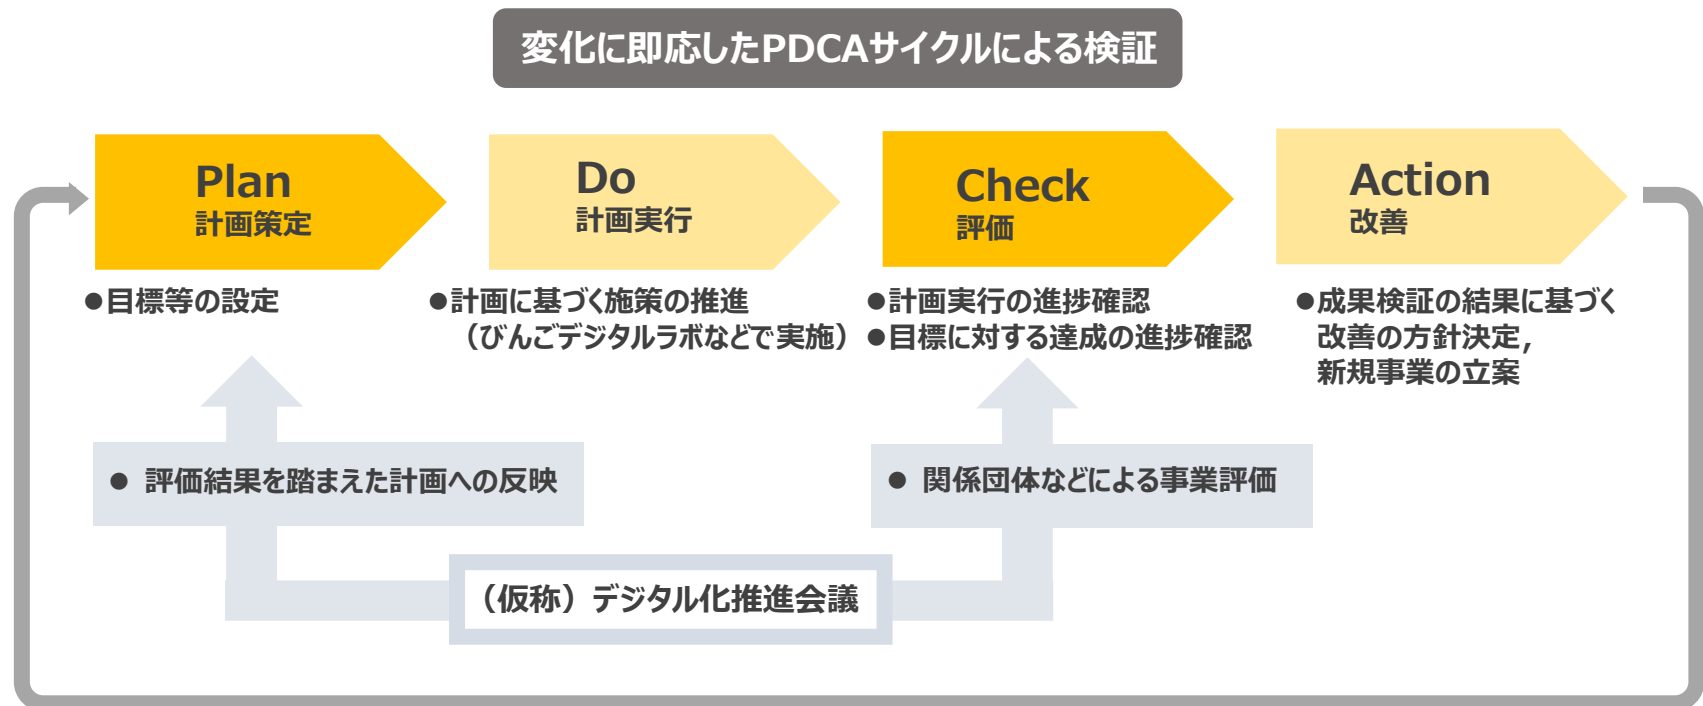 変化に即応したPDCAサイクルによる検証
Plan
計画策定
Do
計画実行
Check
評価
Action
改善
●目標等の設定
●計画に基づく施策の推進
（びんごデジタルラボなどで実施）
●計画実行の進捗確認
●目標に対する達成の進捗確認
●成果検証の結果に基づく
改善の方針決定，
新規事業の立案
● 評価結果を踏まえた計画への反映
● 関係団体などによる事業評価
（仮称）デジタル化推進会議